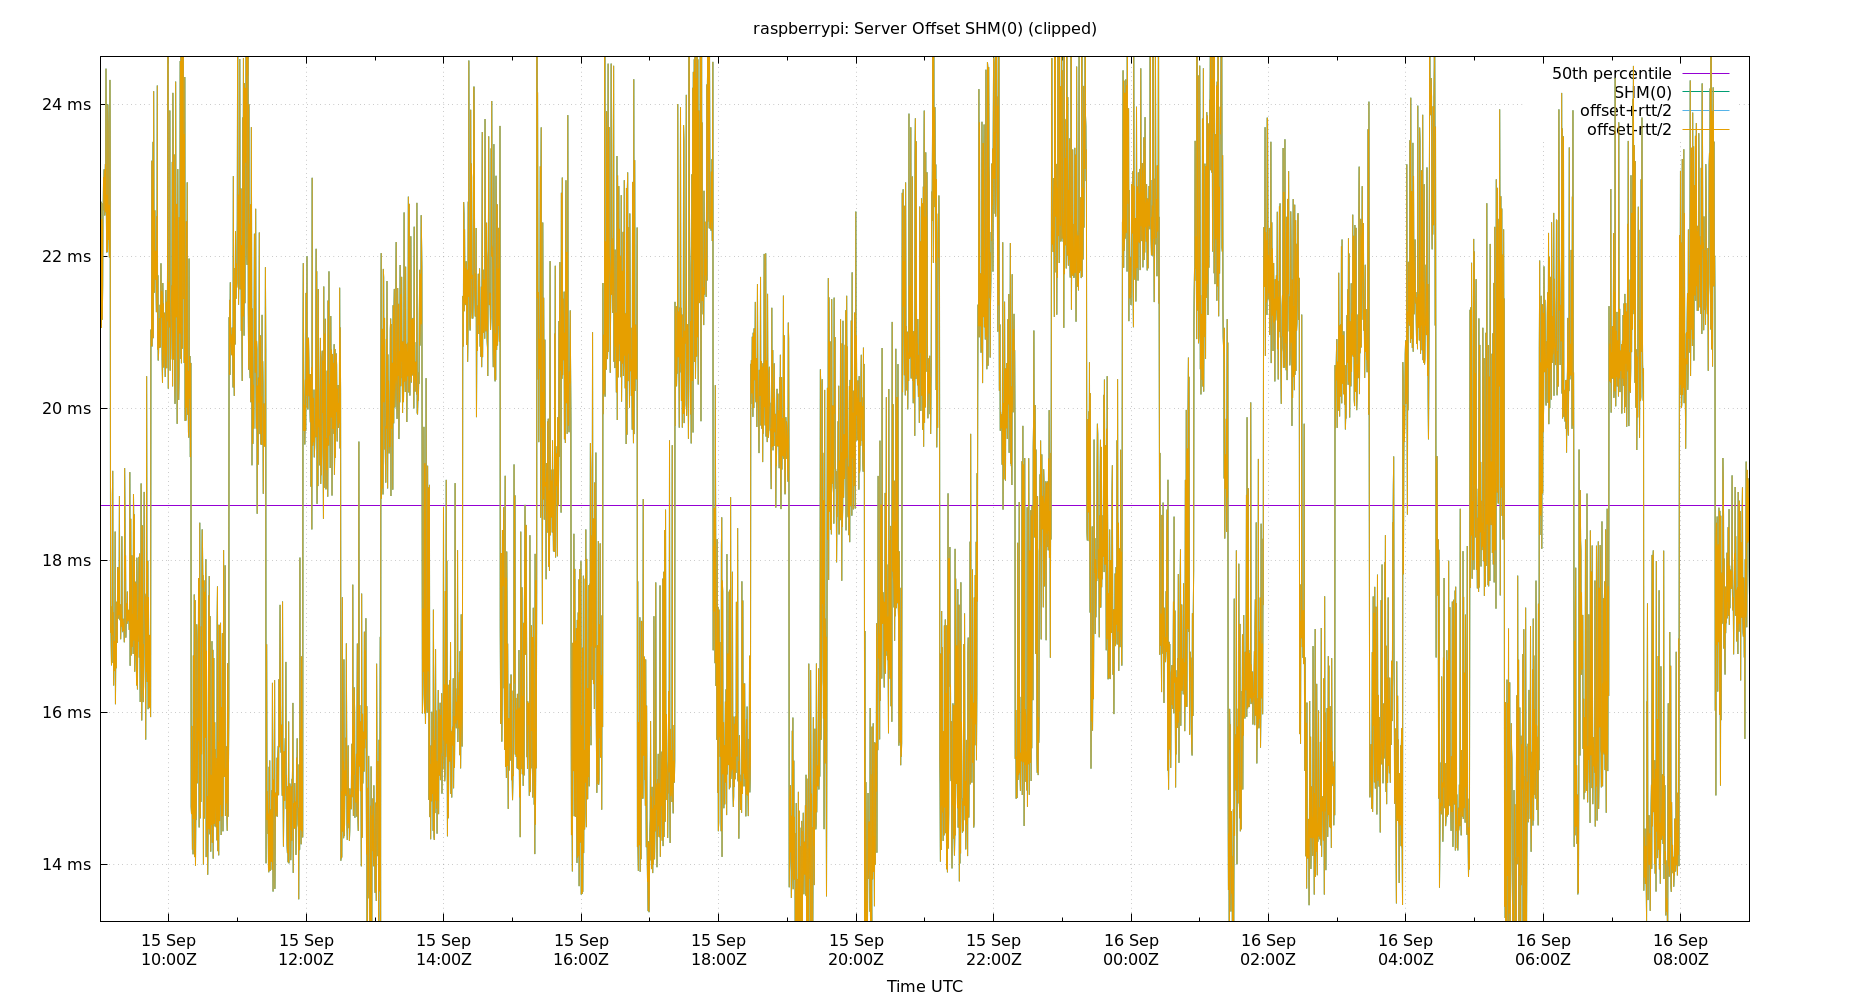 raspberrypi: Server Offset SHM(0) (clipped)
50th percentile
SHM(0)
offset+rtt/2
offset-rtt/2
24 ms
22 ms
20 ms
18 ms
16 ms
14 ms
15 Sep 15 Sep 15 Sep 15 Sep 15 Sep 15 Sep 15 Sep 16 Sep 16 Sep 16 Sep 16 Sep 16 Sep
10:00Z 12:00Z 14:00Z 16:00Z 18:00Z 20:00Z 22:00Z 00:00Z 02:00Z 04:00Z 06:00Z 08:00Z
Time UTC